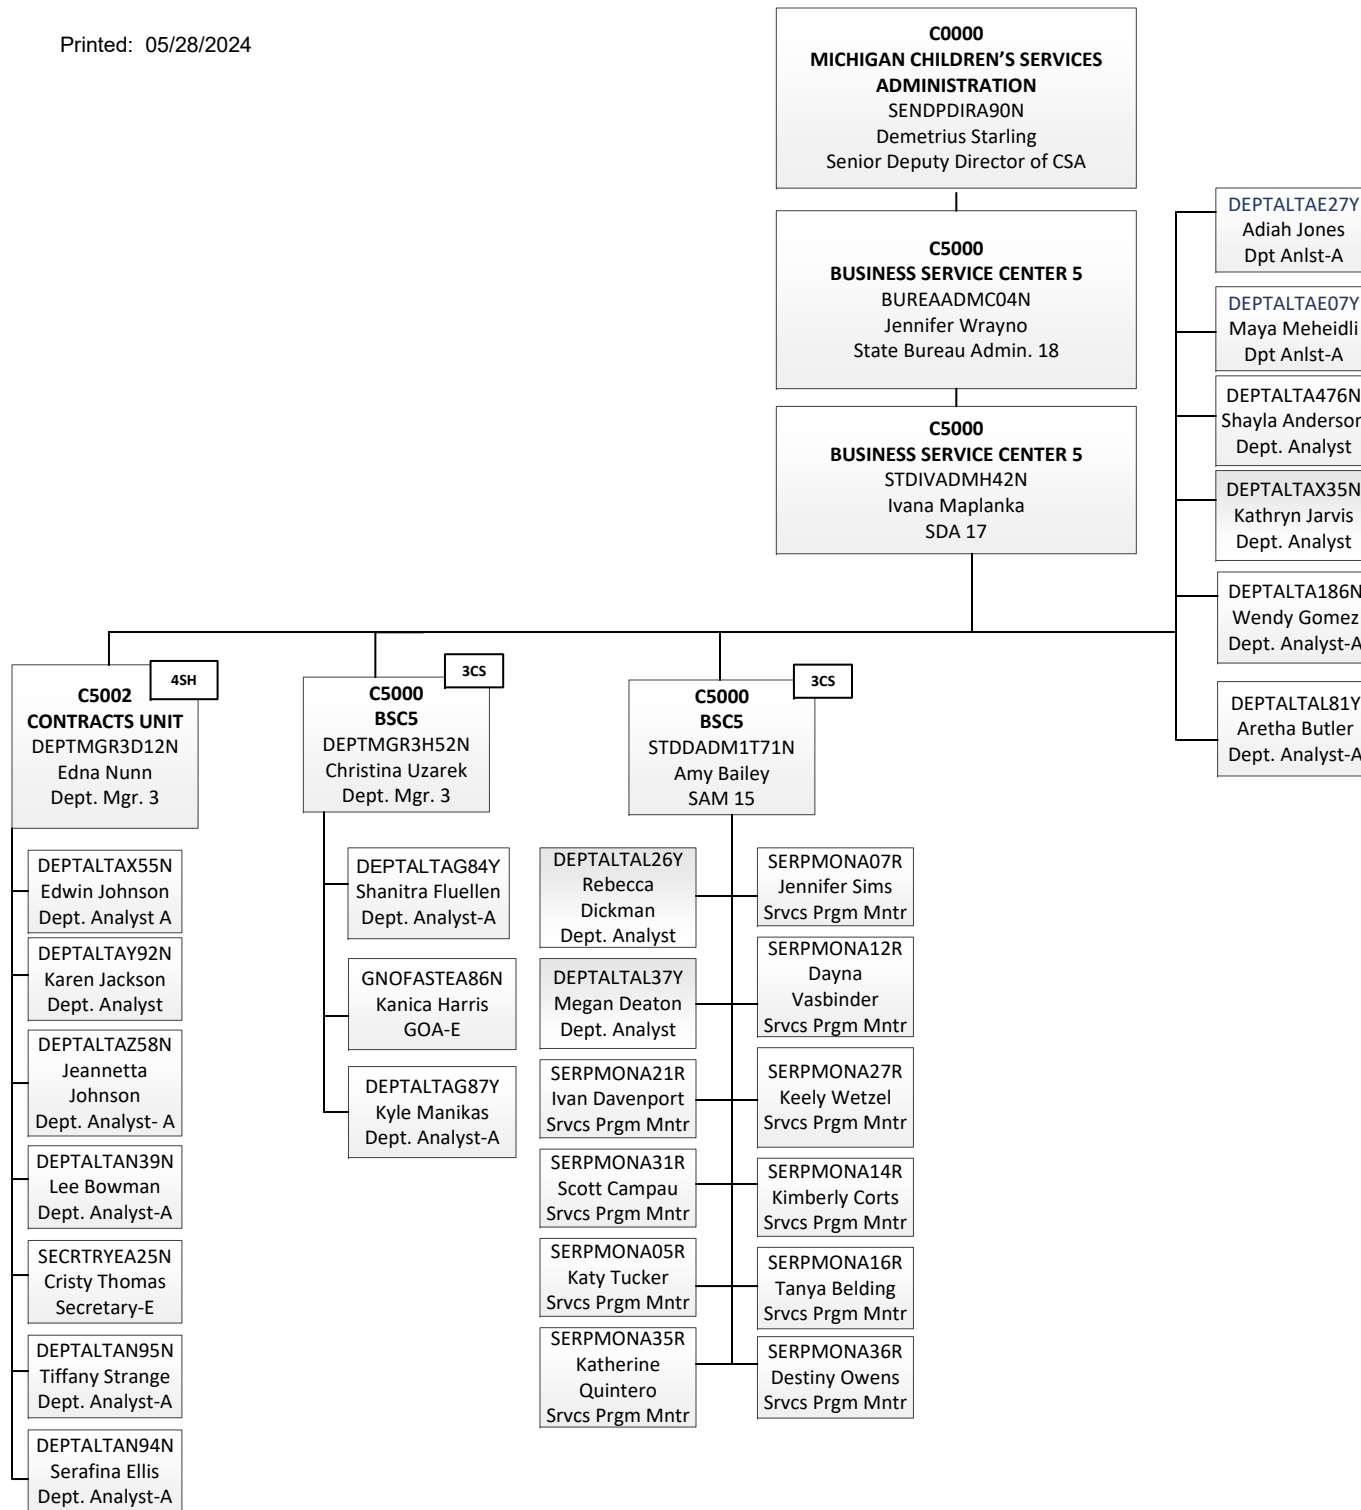 Printed: 05/28/2024
C0000
MICHIGAN CHILDREN’S SERVICES
ADMINISTRATION
SENDPDIRA90N
Demetrius Starling
Senior Deputy Director of CSA
C5000
BUSINESS SERVICE CENTER 5
BUREAADMC04N
Jennifer Wrayno
State Bureau Admin. 18
C5000
BUSINESS SERVICE CENTER 5
STDIVADMH42N
Ivana Maplanka
SDA 17
DEPTALTAE27Y
Adiah Jones
Dpt Anlst-A
DEPTALTAE07Y
Maya Meheidli
Dpt Anlst-A
DEPTALTA476N
Shayla Anderson
Dept. Analyst
DEPTALTAX35N
Kathryn Jarvis
Dept. Analyst
DEPTALTA186N
Wendy Gomez
Dept. Analyst-A
DEPTALTAL81Y
Aretha Butler
Dept. Analyst-A
4SH
C5002
CONTRACTS UNIT
DEPTMGR3D12N
Edna Nunn
Dept. Mgr. 3
DEPTALTAX55N
Edwin Johnson
Dept. Analyst A
DEPTALTAY92N
Karen Jackson
Dept. Analyst
DEPTALTAZ58N
Jeannetta
Johnson
Dept. Analyst- A
DEPTALTAN39N
Lee Bowman
Dept. Analyst-A
SECRTRYEA25N
Cristy Thomas
Secretary-E
DEPTALTAN95N
Tiffany Strange
Dept. Analyst-A
DEPTALTAN94N
Serafina Ellis
Dept. Analyst-A
3CS
C5000
BSC5
DEPTMGR3H52N
Christina Uzarek
Dept. Mgr. 3
DEPTALTAG84Y
Shanitra Fluellen
Dept. Analyst-A
GNOFASTEA86N
Kanica Harris
GOA-E
DEPTALTAG87Y
Kyle Manikas
Dept. Analyst-A
3CS
C5000
BSC5
STDDADM1T71N
Amy Bailey
SAM 15
DEPTALTAL26Y
Rebecca
Dickman
Dept. Analyst
DEPTALTAL37Y
Megan Deaton
Dept. Analyst
SERPMONA21R
Ivan Davenport
Srvcs Prgm Mntr
SERPMONA31R
Scott Campau
Srvcs Prgm Mntr
SERPMONA05R
Katy Tucker
Srvcs Prgm Mntr
SERPMONA35R
Katherine
Quintero
Srvcs Prgm Mntr
SERPMONA07R
Jennifer Sims
Srvcs Prgm Mntr
SERPMONA12R
Dayna
Vasbinder
Srvcs Prgm Mntr
SERPMONA27R
Keely Wetzel
Srvcs Prgm Mntr
SERPMONA14R
Kimberly Corts
Srvcs Prgm Mntr
SERPMONA16R
Tanya Belding
Srvcs Prgm Mntr
SERPMONA36R
Destiny Owens
Srvcs Prgm Mntr